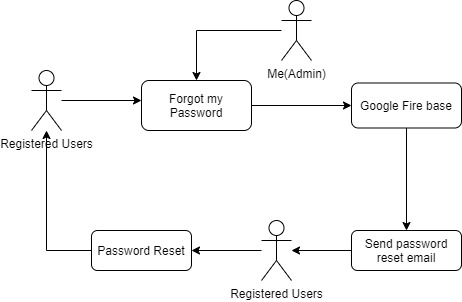 Me(Admin)
Forgot my
Password
Google Fire base
Registered Users
Password Reset
Send password
reset email
Registered Users